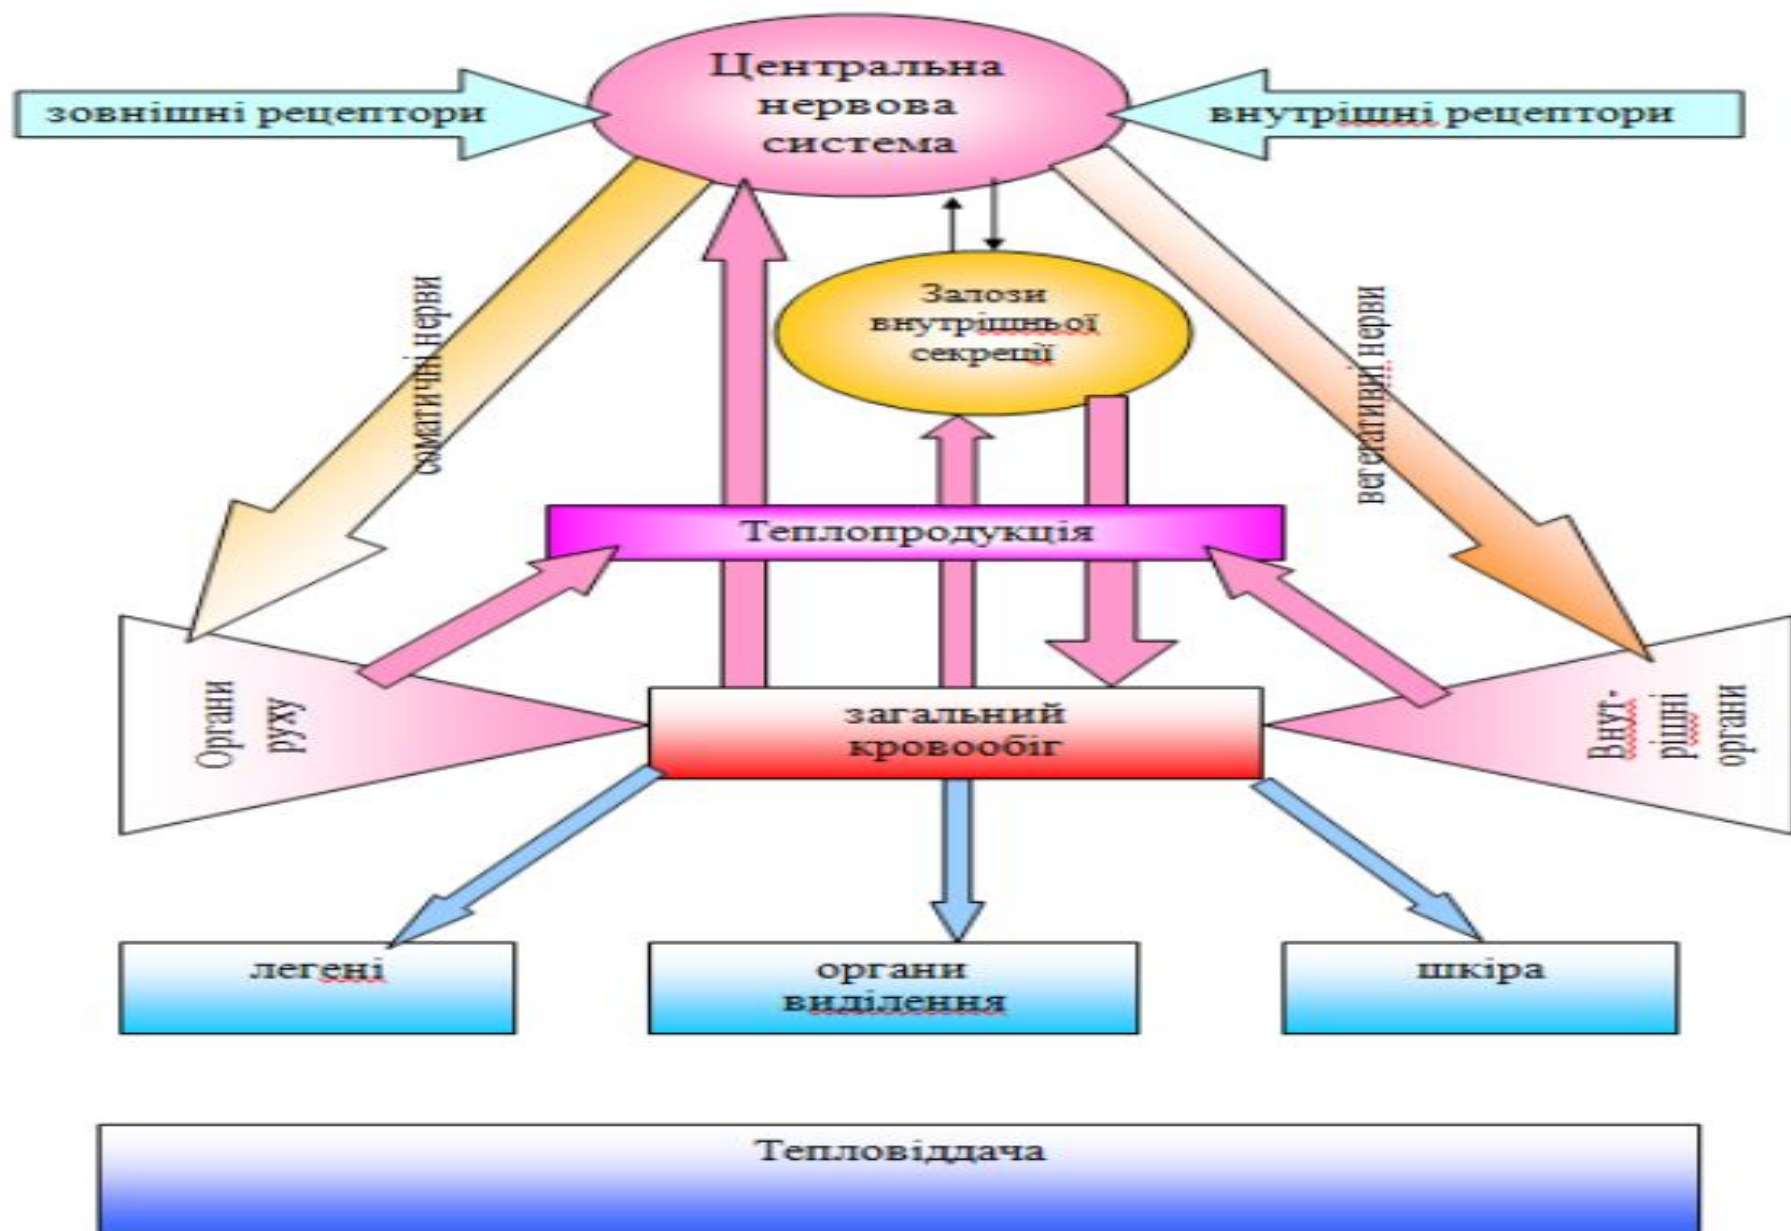 Центральна
нервова
система
зовнішні рецептори
внутрішні рецептори
Залози
внутрішньої
секреції
соматичні нерви
вегетативні нерви
Теплопродукція
Органи
руху
загальний
кровообіг
Внут-
рішні
органи
легені
органи
виділення
шкіра
Тепловіддача